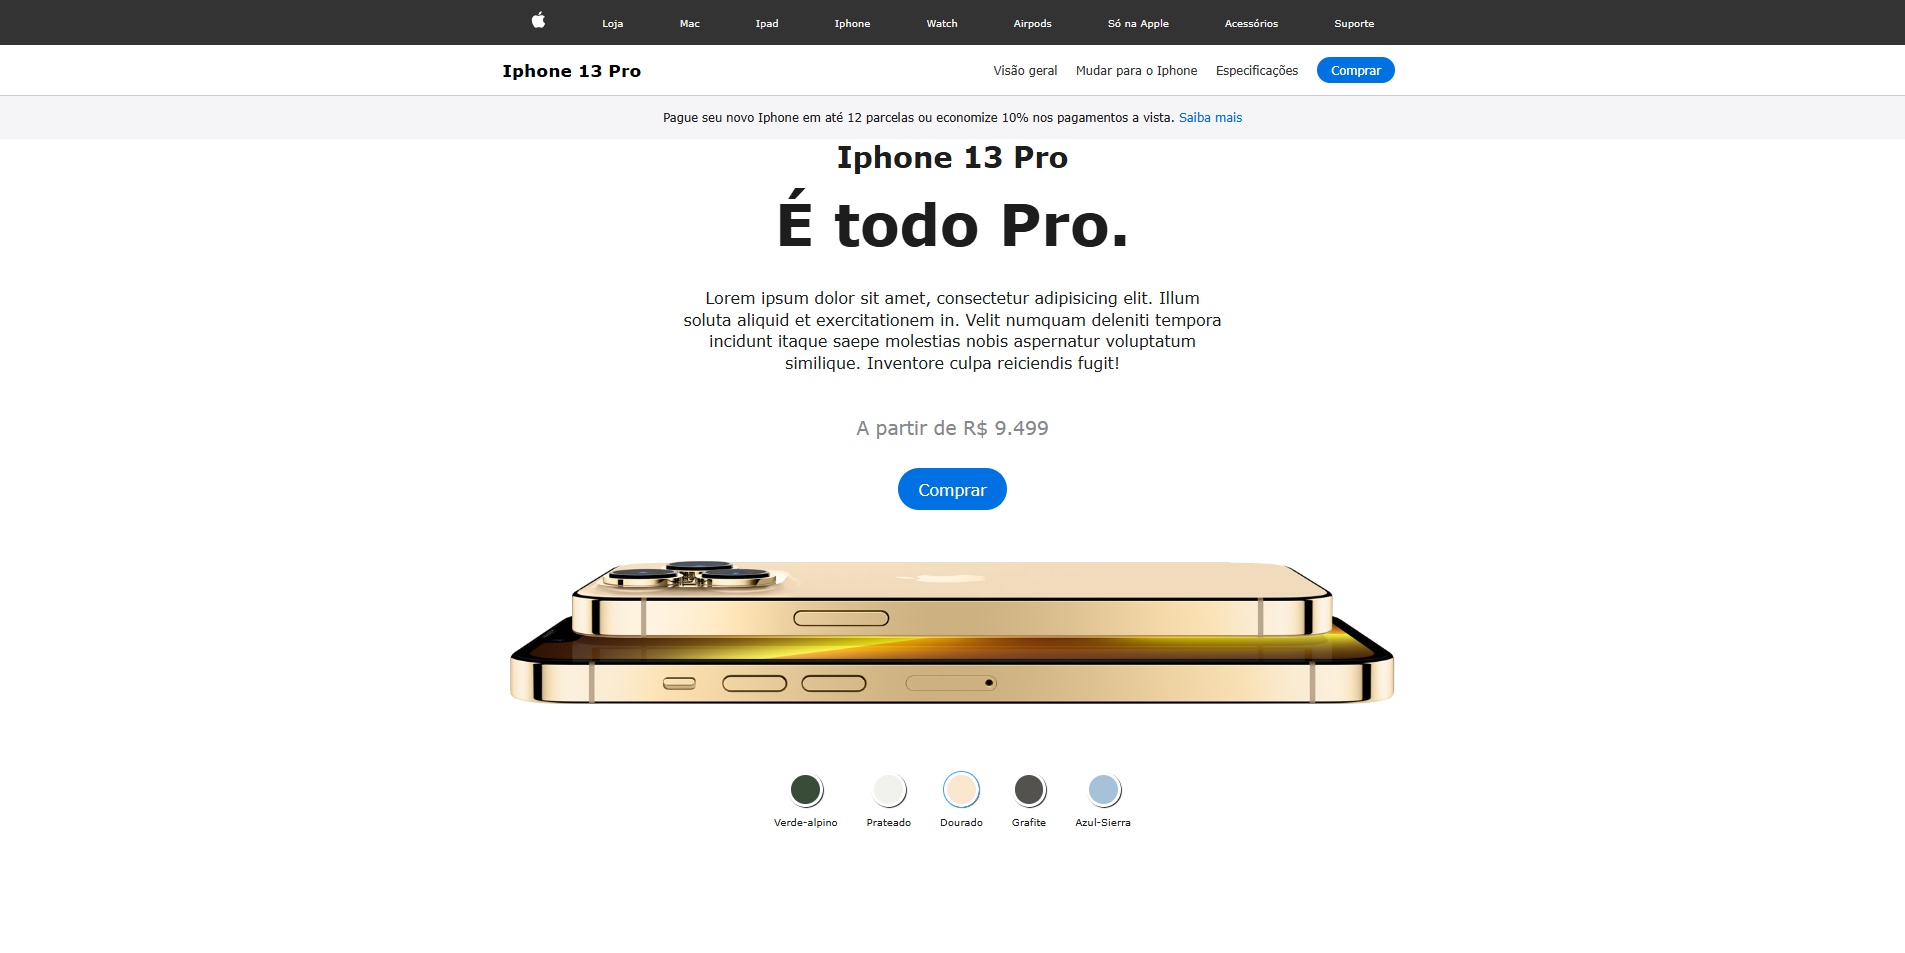 Loja Mac Ipad Iphone Watch Airpods Só na Apple Acessórios Suporte
Iphone 13 Pro Visão geral Mudar para o Iphone Especificações Comprar
Pague seu novo Iphone em até 12 parcelas ou economize 10% nos pagamentos a vista. Saiba mais
Iphone 13 Pro
É todo Pro.
Lorem ipsum dolor sit amet, consectetur adipisicing elit. Illum
soluta aliquid et exercitationem in. Velit numquam deleniti tempora
incidunt itaque saepe molestias nobis aspernatur voluptatum
similique. Inventore culpa reiciendis fugit!
A partir de R$ 9.499
Comprar
Verde-alpino Prateado Dourado Grafite Azul-Sierra